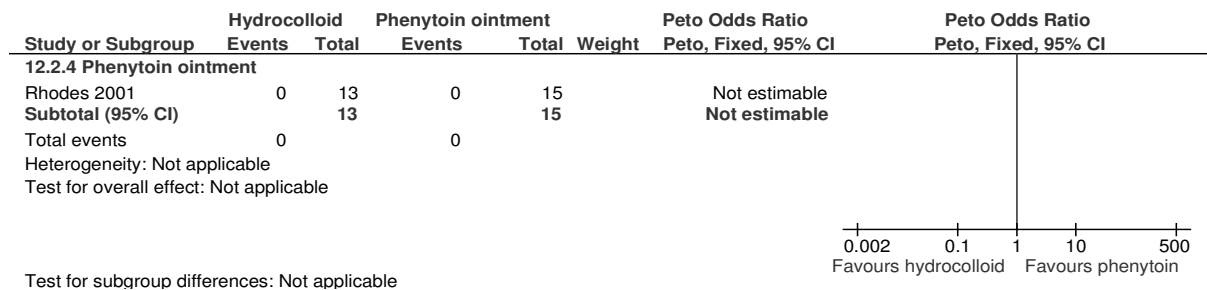 Hydrocolloid Phenytoin ointment Peto Odds Ratio Peto Odds Ratio
Study or Subgroup Events Total Events Total Weight Peto, Fixed, 95% CI Peto, Fixed, 95% CI
12.2.4 Phenytoin ointment
Rhodes 2001 0 13 0 15 Not estimable
Subtotal (95% CI) 13 15 Not estimable
Total events 0 0
Heterogeneity: Not applicable
Test for overall effect: Not applicable
0.002 0.1 1 10 500
Favours hydrocolloid Favours phenytoin
Test for subgroup differences: Not applicable